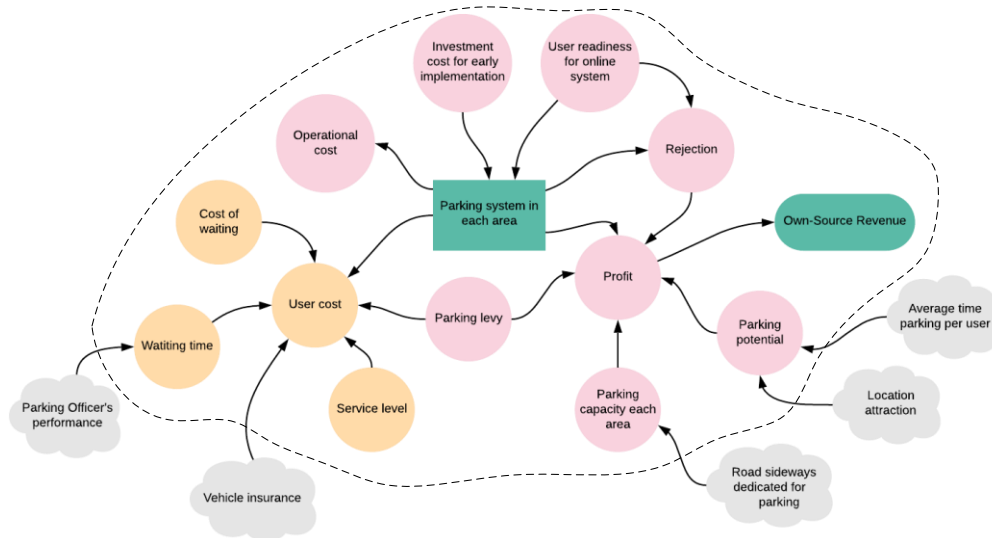 Investment
cost for early
implementation
User readiness
for online
system
Operational
cost
Rejection
Parking system in
each area
Cost of
waiting
Own-Source Revenue
Profit
User cost
Parking levy
Average time
parking per user
Parking
potential
Watiting time
Parking Officer's
performance
Service level
Parking
capacity each
area
Location
attraction
Vehicle insurance
Road sideways
dedicated for
parking